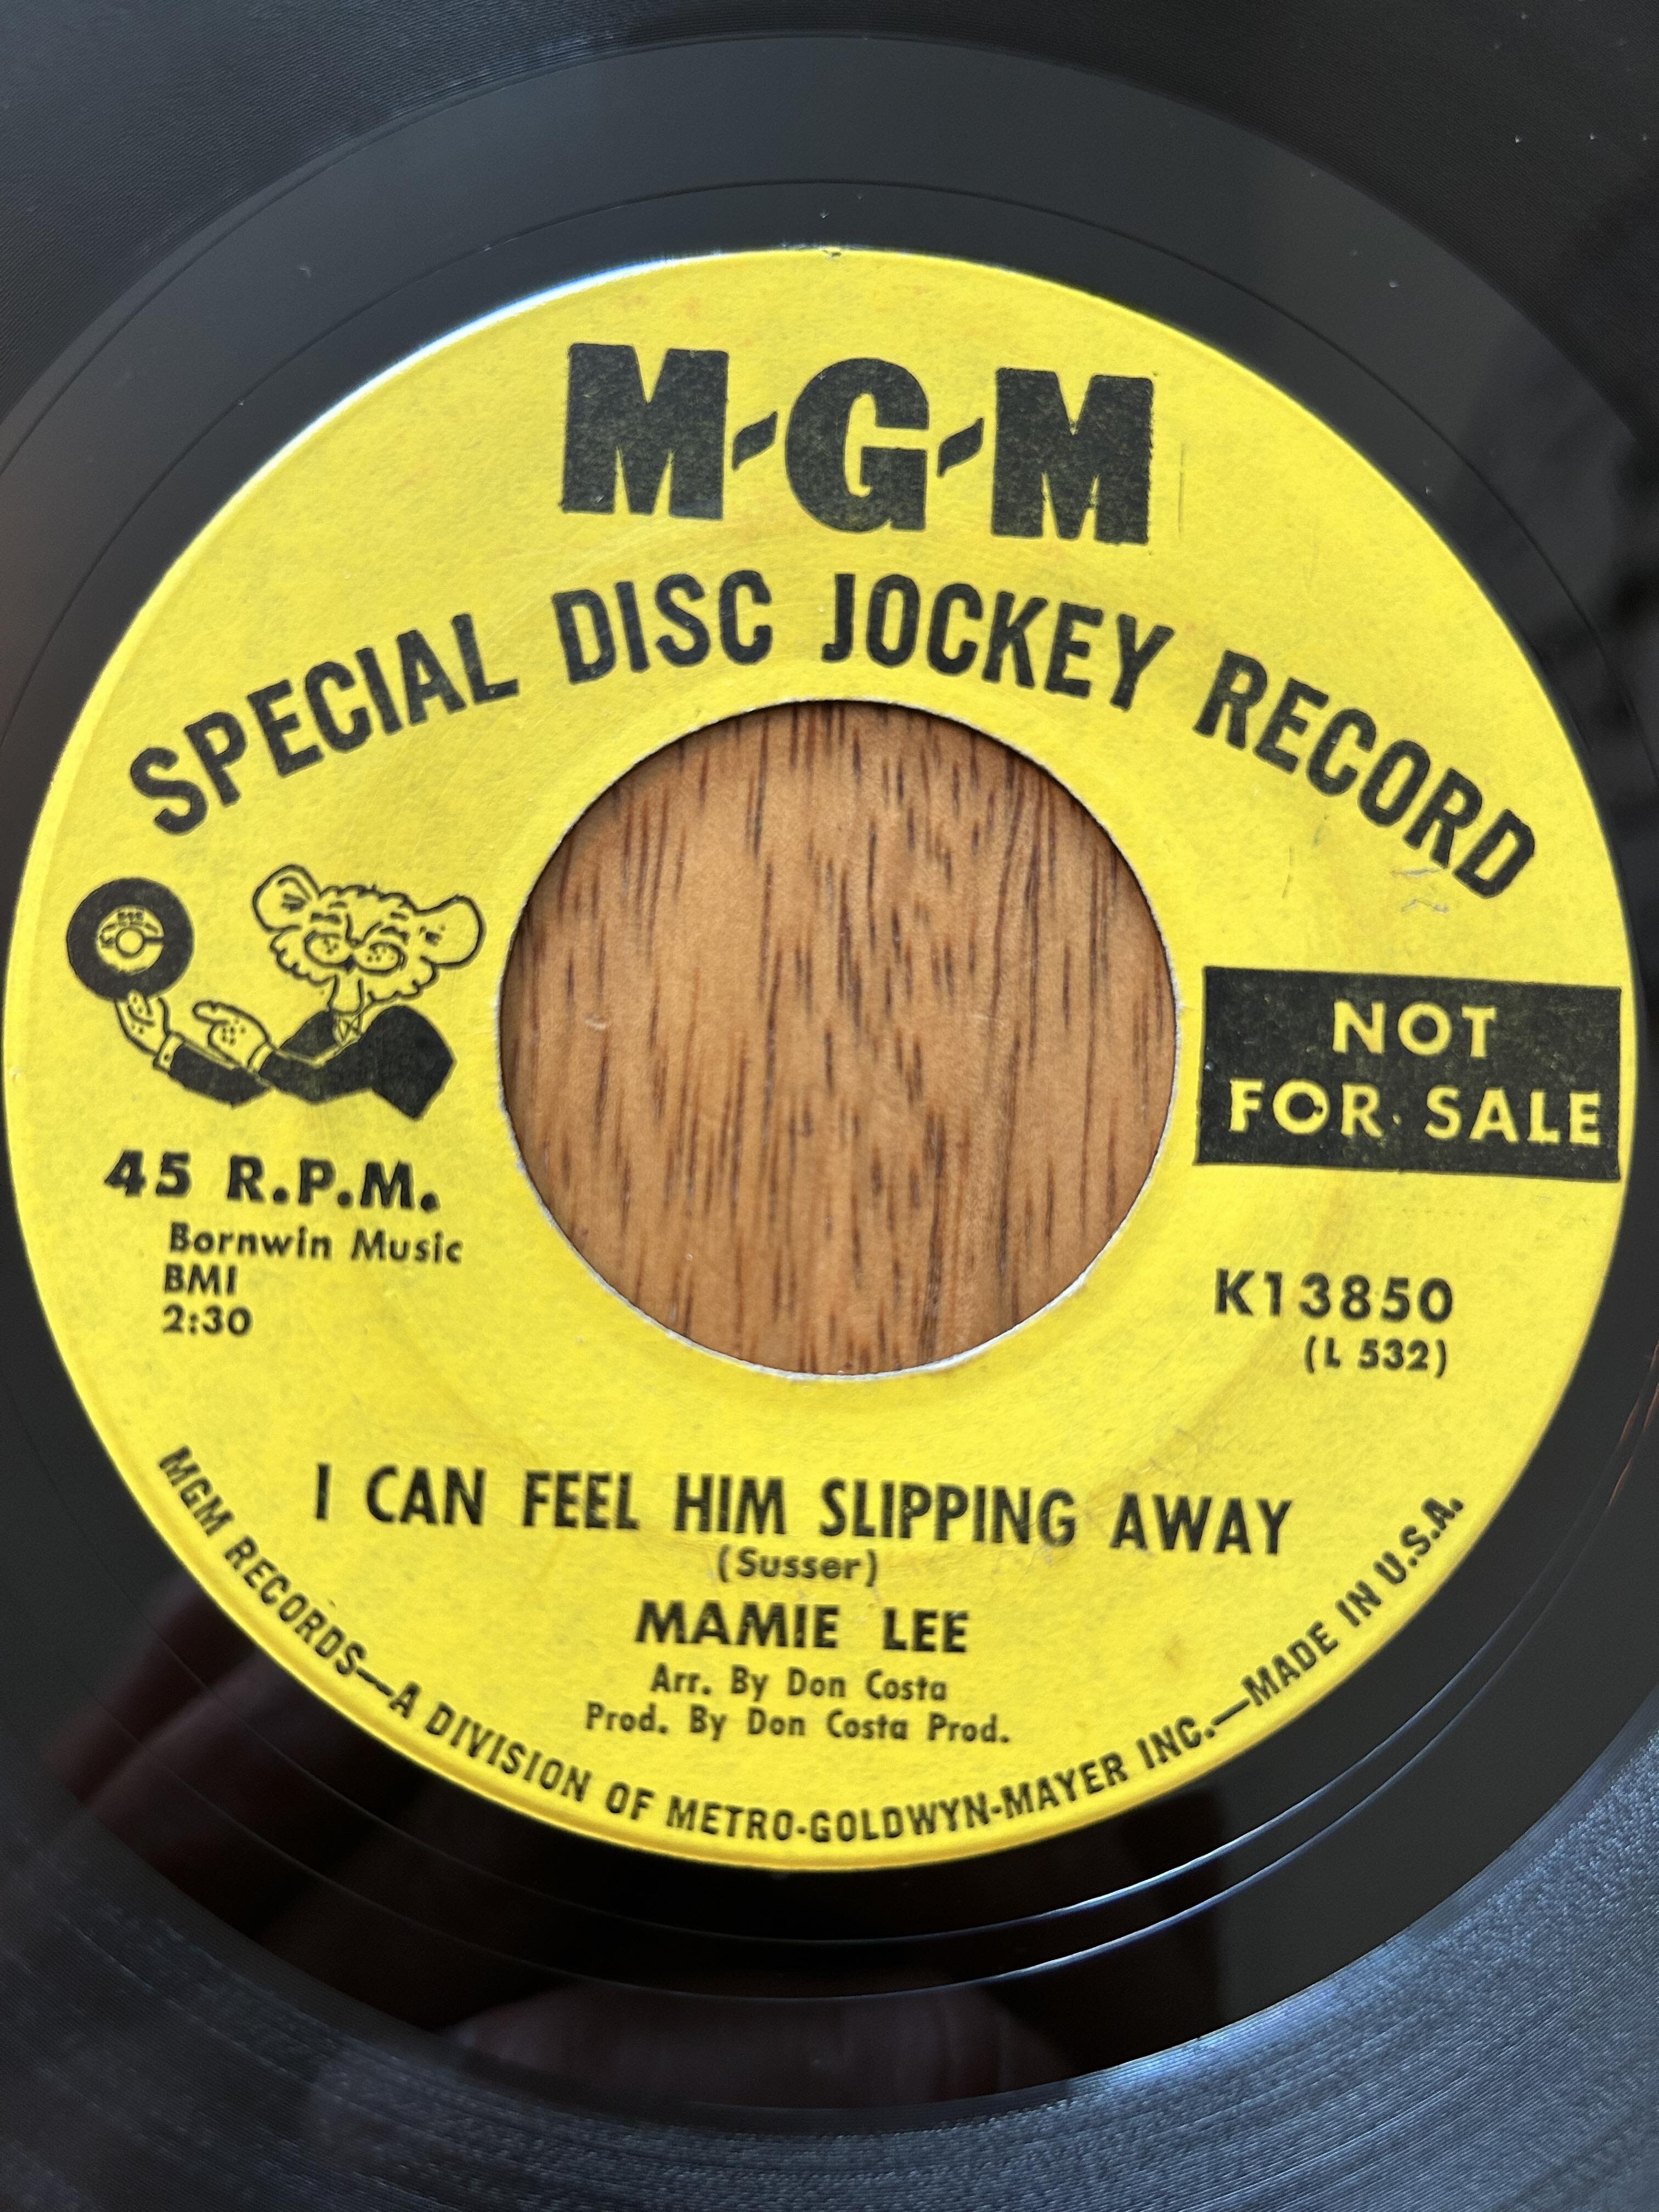 M-G-M
SPECIAL DISC JOCKEY RECORD
NOT
FOR SALE
45 R.P.M.
Bornwin Music
BMI
2:30
K13850
(L 532)
I CAN FEEL HIM SLIPPING AWAY
(Susser)
MAMIE LEE
Arr. By Don Costa
Prod. By Don Costa Prod.
MGM RECORDS—A DIVISION OF METRO-GOLDWYN-MAYER INC.—MADE IN U.S.A.